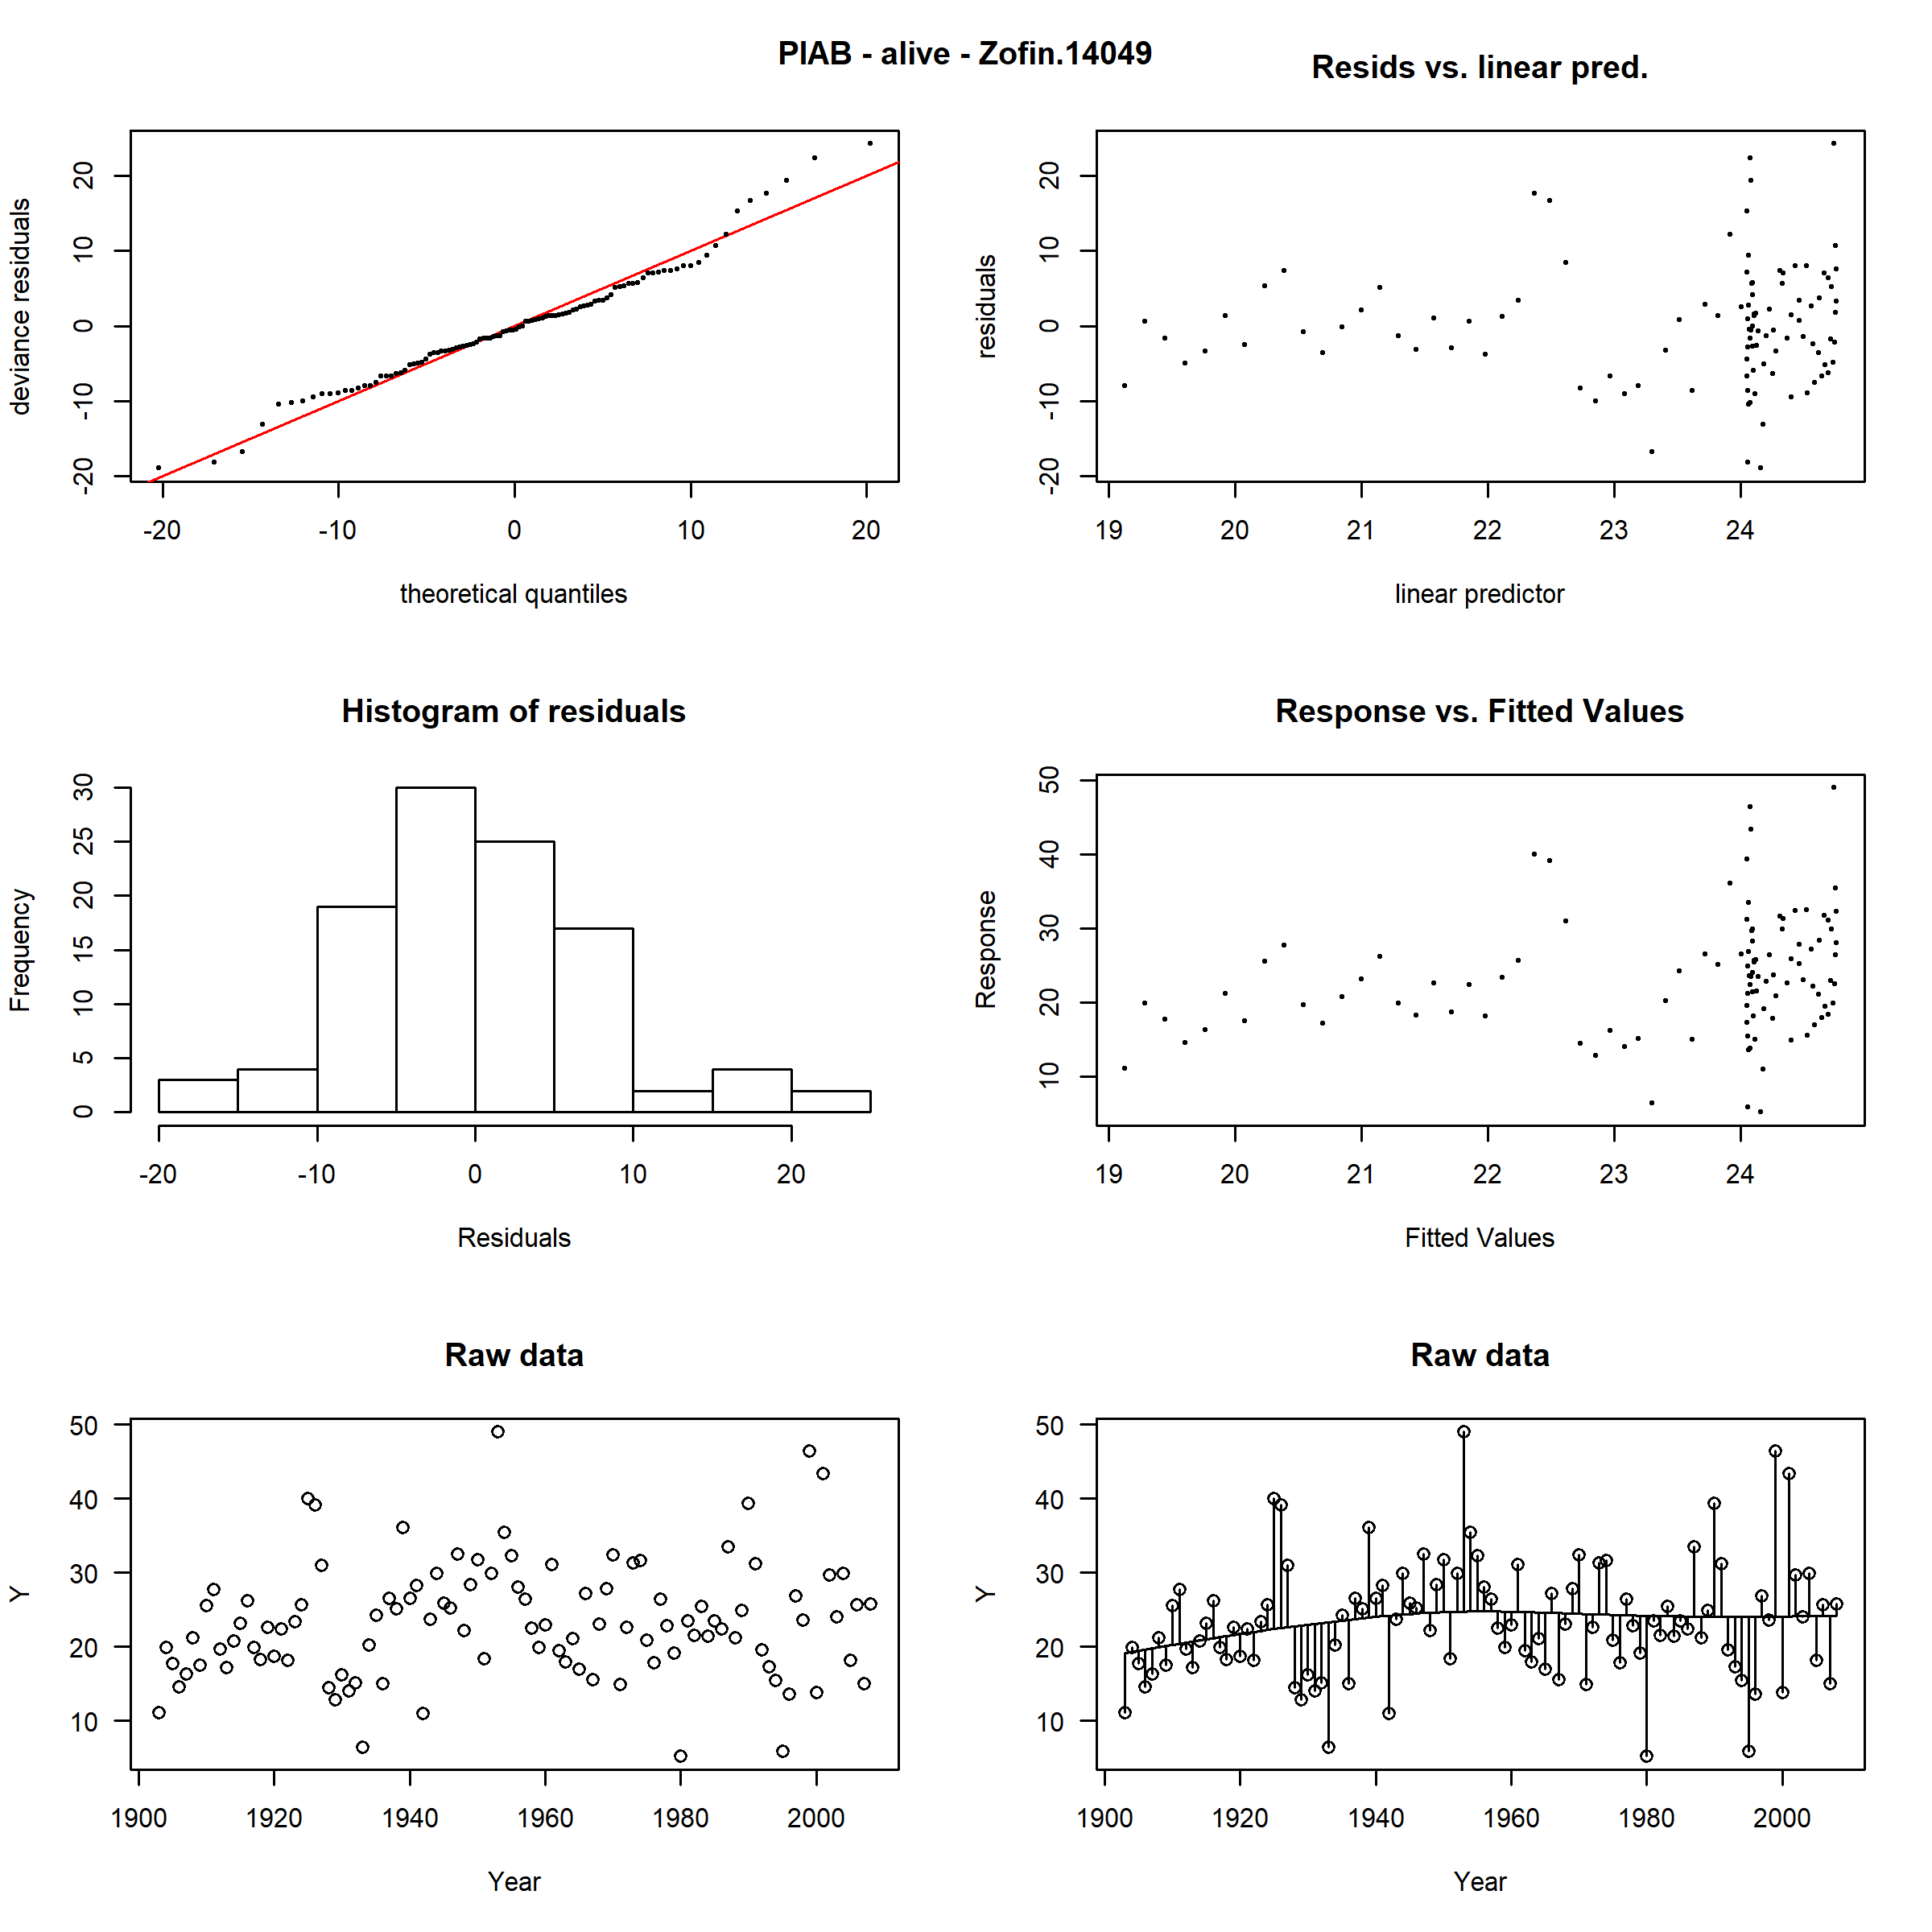 PIAB - alive - Zofin.14049
Resids vs. linear pred.
deviance residuals
20
10
0
-10
-20
-20 -10 0 10 20
theoretical quantiles
residuals
20
10
0
-10
-20
19 20 21 22 23 24
linear predictor
Histogram of residuals
Frequency
30
25
20
15
10
5
0
-20 -10 0 10 20
Residuals
Response vs. Fitted Values
Response
50
40
30
20
10
19 20 21 22 23 24
Fitted Values
Raw data
Y
50
40
30
20
10
1900 1920 1940 1960 1980 2000
Year
Raw data
Y
50
40
30
20
10
1900 1920 1940 1960 1980 2000
Year